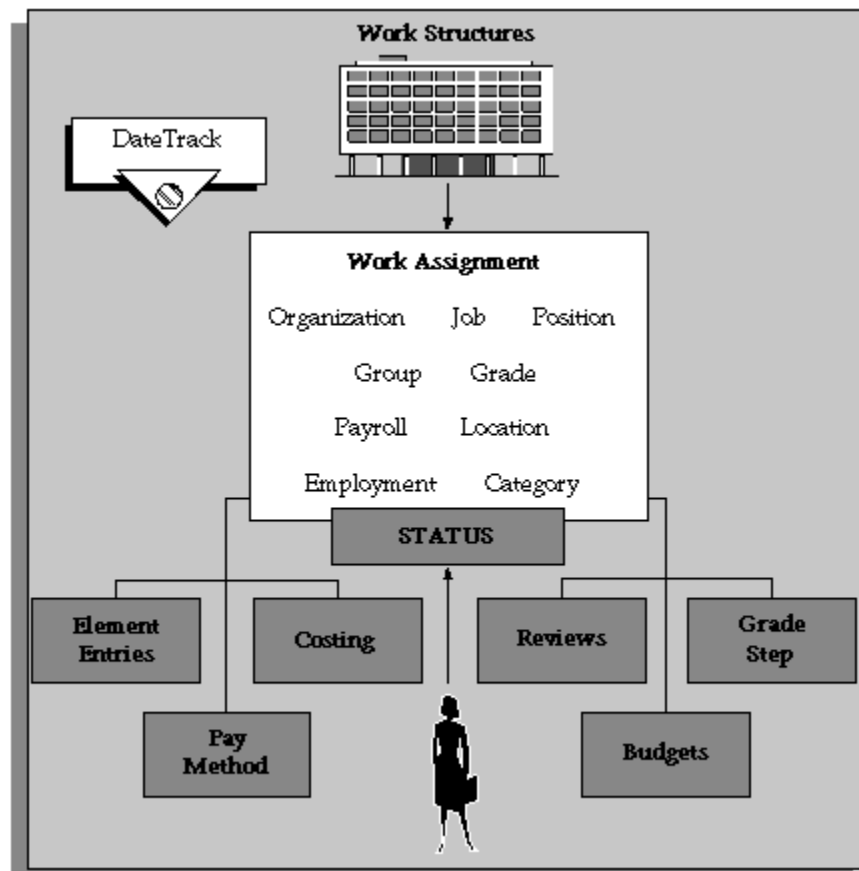 Work Structures
DateTrack
Work Assignment
Organization Job Position
Group Grade
Payroll Location
Employment Category
STATUS
Element
Entries
Costing
Reviews
Grade
Step
Pay
Method
Budgets